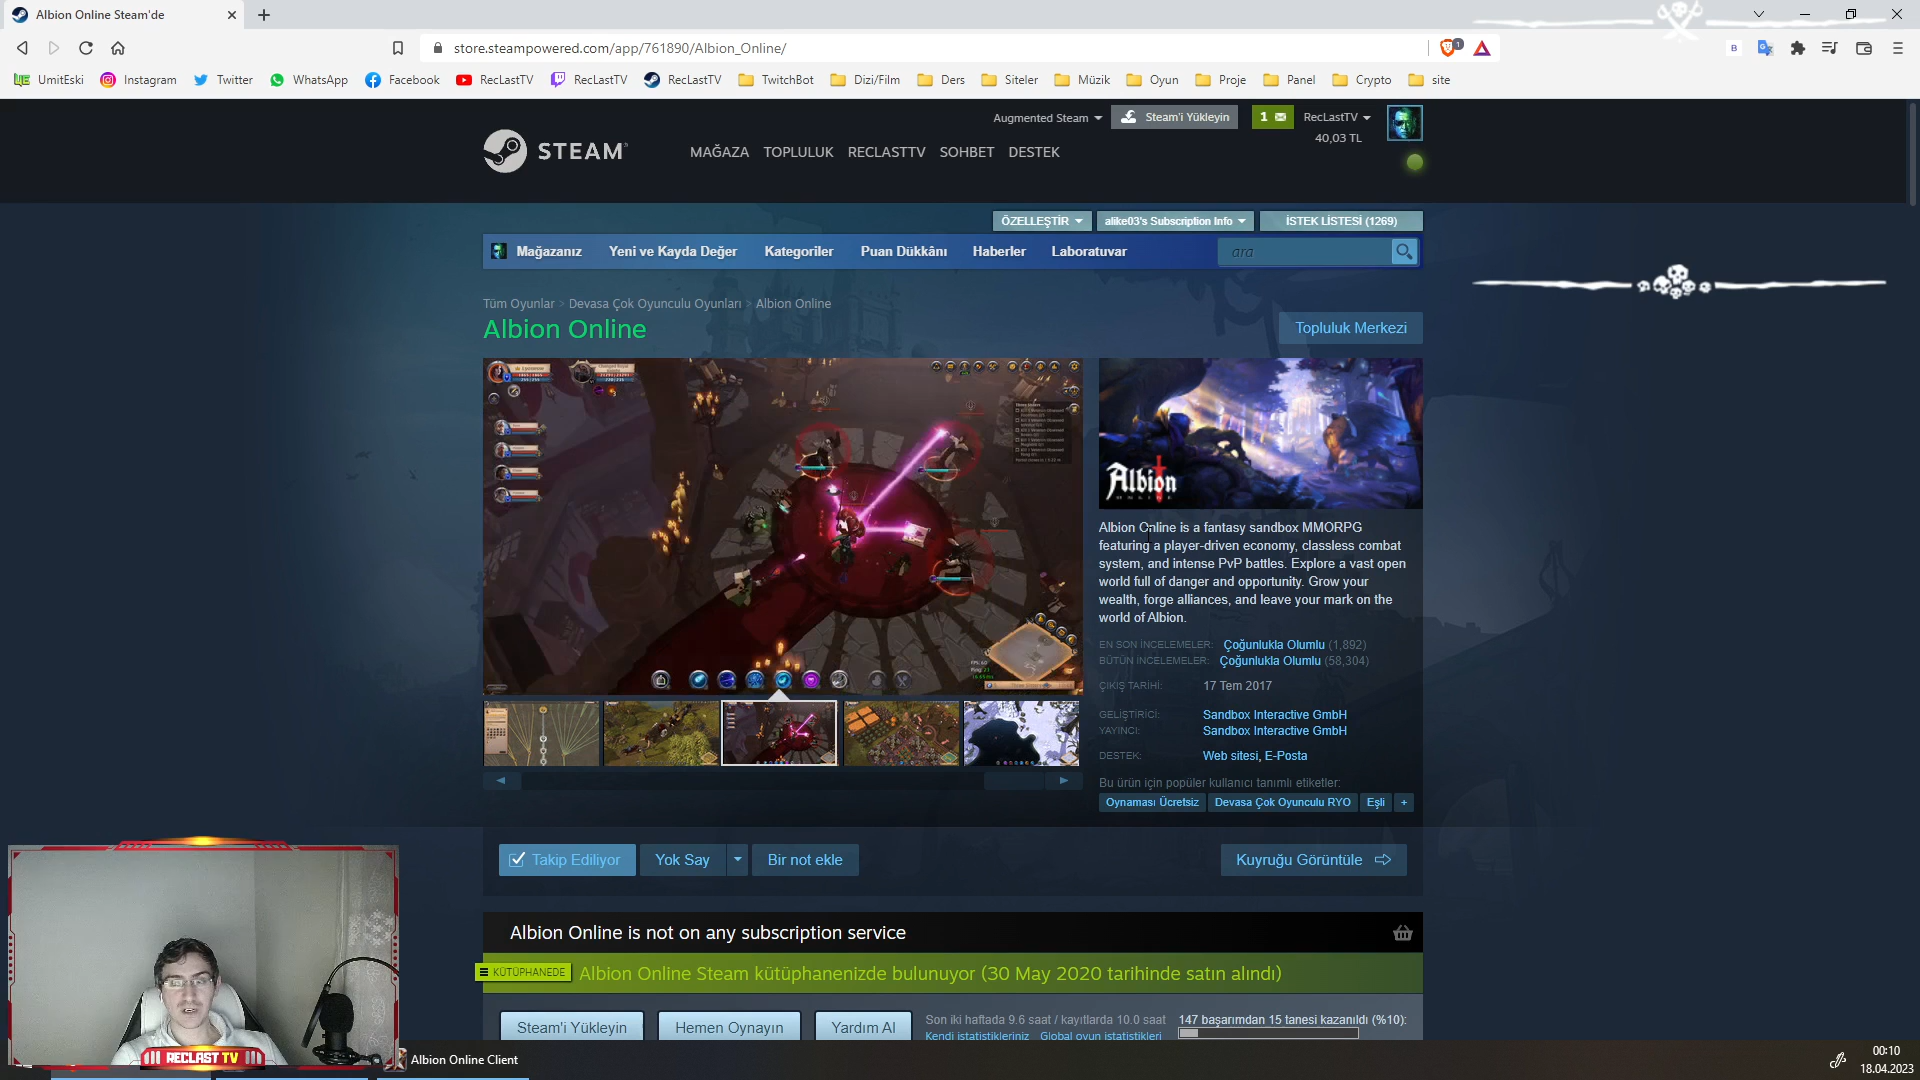 Albion Online Steam'de
store.steampowered.com/app/761890/Albion_Online/
UmitEski Instagram Twitter WhatsApp Facebook RecLastTV RecLastTV RecLastTV TwitchBot Dizi/Film Ders Siteler Müzik Oyun Proje Panel Crypto site
Augmented Steam Steam'i Yükleyin 1 RecLastTV
40,03 TL
STEAM
MAĞAZA TOPLULUK RECLASTTV SOHBET DESTEK
ÖZELLEŞTİR alike03's Subscription Info İSTEK LİSTESİ (1269)
Mağazanız Yeni ve Kayda Değer Kategoriler Puan Dükkânı Haberler Laboratuvar ara
Tüm Oyunlar > Devasa Çok Oyunculu Oyunları > Albion Online
Albion Online
Topluluk Merkezi
Albion
ONLINE
Albion Online is a fantasy sandbox MMORPG
featuring a player-driven economy, classless combat
system, and intense PvP battles. Explore a vast open
world full of danger and opportunity. Grow your
wealth, forge alliances, and leave your mark on the
world of Albion.
EN SON İNCELEMELER: Çoğunlukla Olumlu (1,892)
BÜTÜN İNCELEMELER: Çoğunlukla Olumlu (58,304)
ÇIKIŞ TARİHİ: 17 Tem 2017
GELİŞTİRİCİ: Sandbox Interactive GmbH
YAYINCI: Sandbox Interactive GmbH
DESTEK: Web sitesi, E-Posta
Bu ürün için popüler kullanıcı tanımlı etiketler:
Oynaması Ücretsiz Devasa Çok Oyunculu RYO Eşli +
Takip Ediliyor Yok Say Bir not ekle Kuyruğu Görüntüle
Albion Online is not on any subscription service
KÜTÜPHANEDE Albion Online Steam kütüphanenizde bulunuyor (30 May 2020 tarihinde satın alındı)
Steam'i Yükleyin Hemen Oynayın Yardım Al
Son iki haftada 9.6 saat / kayıtlarda 10.0 saat
Kendi istatistikleriniz Global oyun istatistikleri
147 başarımdan 15 tanesi kazanıldı (%10):
RECLAST TV
Albion Online Client
00:10
18.04.2023